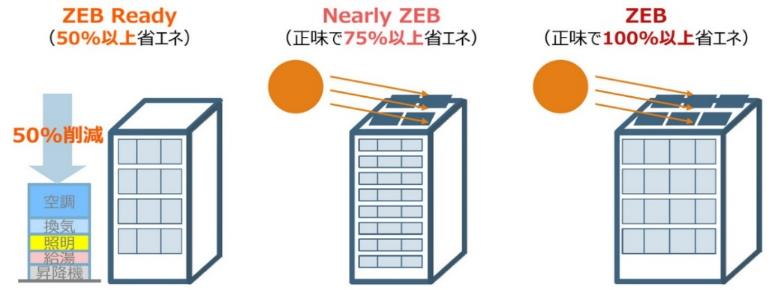 ZEB Ready
（50%以上省エネ）
Nearly ZEB
（正味で75%以上省エネ）
ZEB
（正味で100%以上省エネ）
50%削減
空調
換気
照明
給湯
昇降機